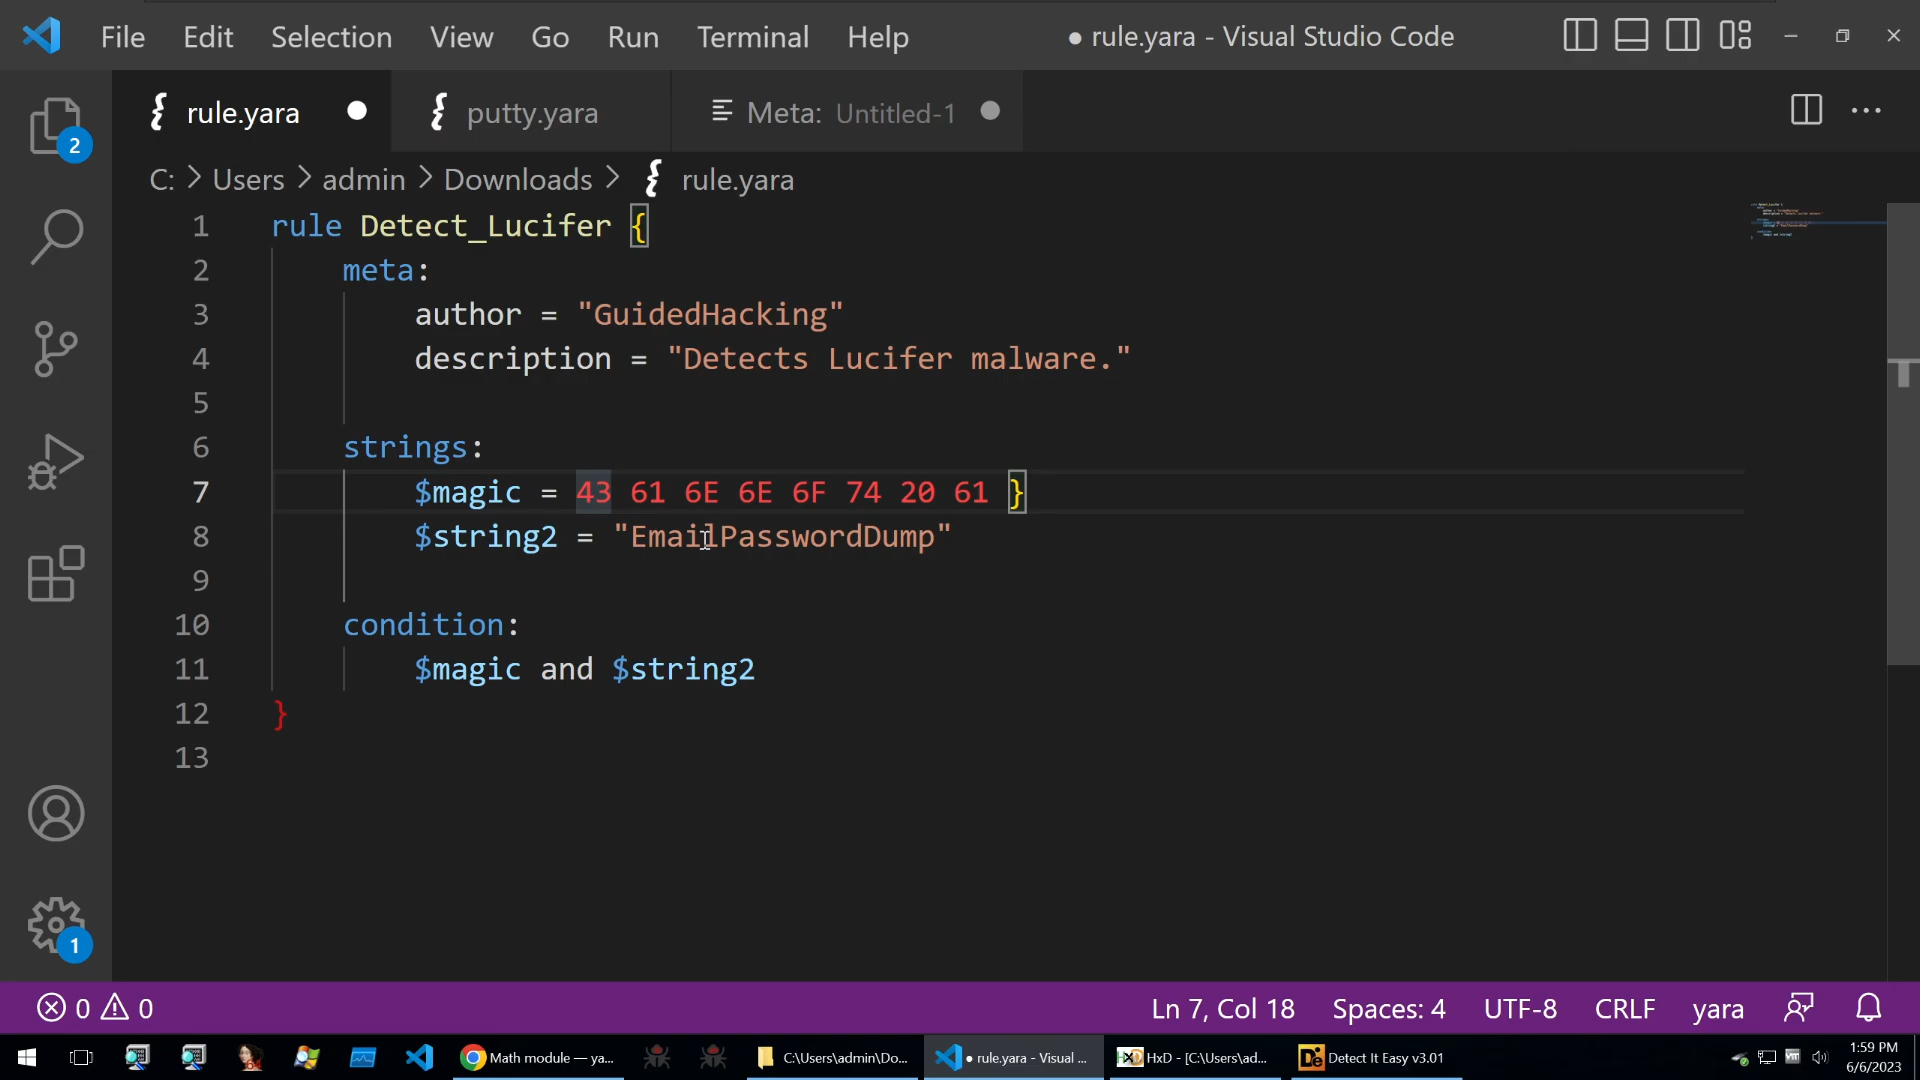 File Edit Selection View Go Run Terminal Help ● rule.yara - Visual Studio Code
rule.yara putty.yara Meta: Untitled-1
C: > Users > admin > Downloads > rule.yara
1 rule Detect_Lucifer {
2 meta:
3 author = "GuidedHacking"
4 description = "Detects Lucifer malware."
5
6 strings:
7 $magic = 43 61 6E 6E 6F 74 20 61 }
8 $string2 = "EmailPasswordDump"
9
10 condition:
11 $magic and $string2
12 }
13
2
1
0 0 Ln 7, Col 18 Spaces: 4 UTF-8 CRLF yara
Math module — ya... C:\Users\admin\Do... ● rule.yara - Visual ... HxD - [C:\Users\ad... Detect It Easy v3.01 1:59 PM
6/6/2023